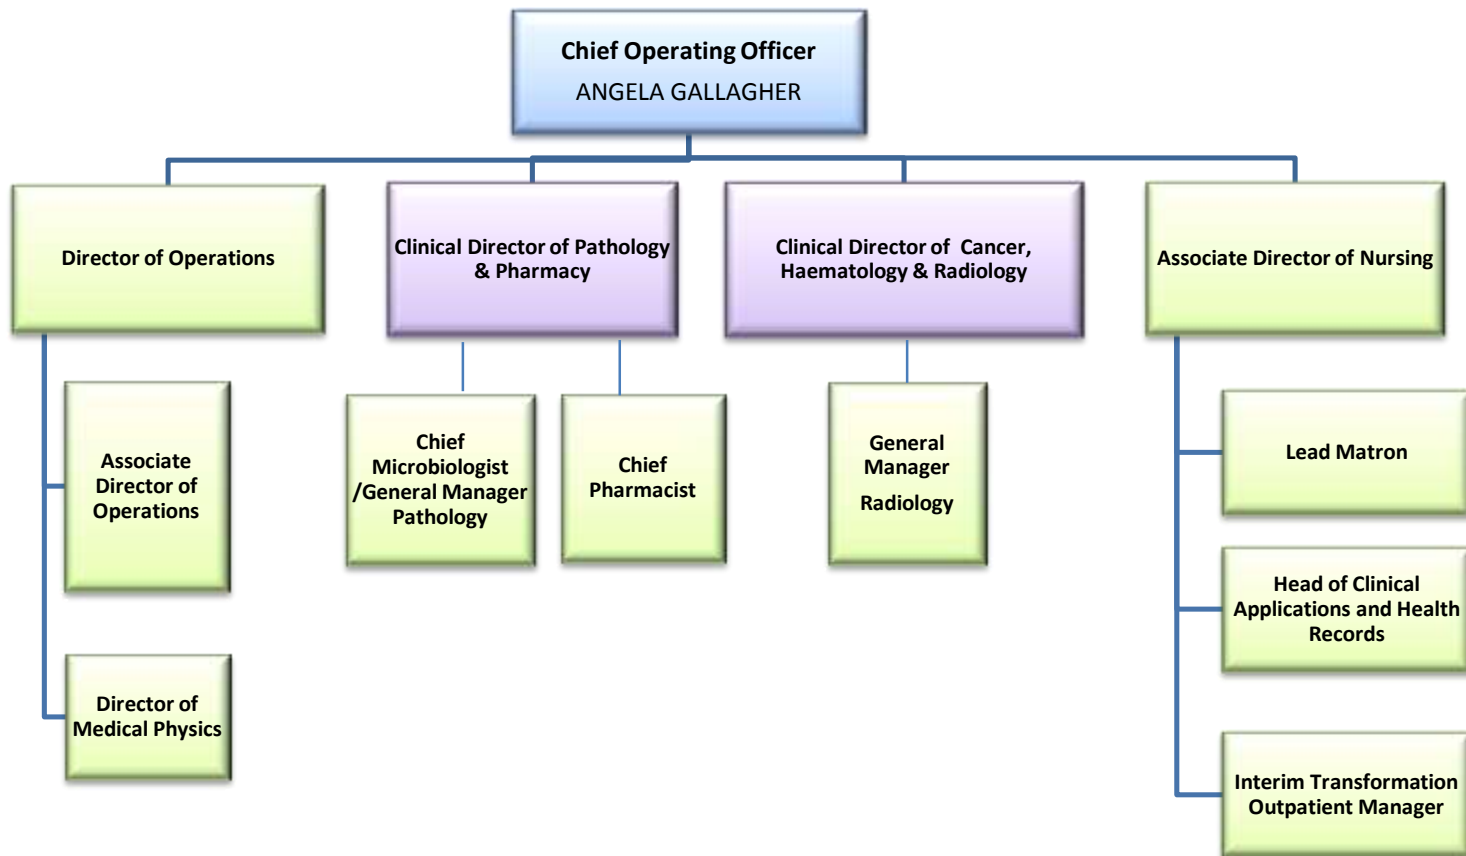 Chief Operating Officer
ANGELA GALLAGHER
Director of Operations
Clinical Director of Pathology
& Pharmacy
Clinical Director of  Cancer,
Haematology & Radiology
Associate Director of Nursing
Associate
Director of
Operations
Director of
Medical Physics
Chief
Microbiologist
/General Manager
Pathology
Chief
Pharmacist
General
Manager
Radiology
Lead Matron
Head of Clinical
Applications and Health
Records
Interim Transformation
Outpatient Manager